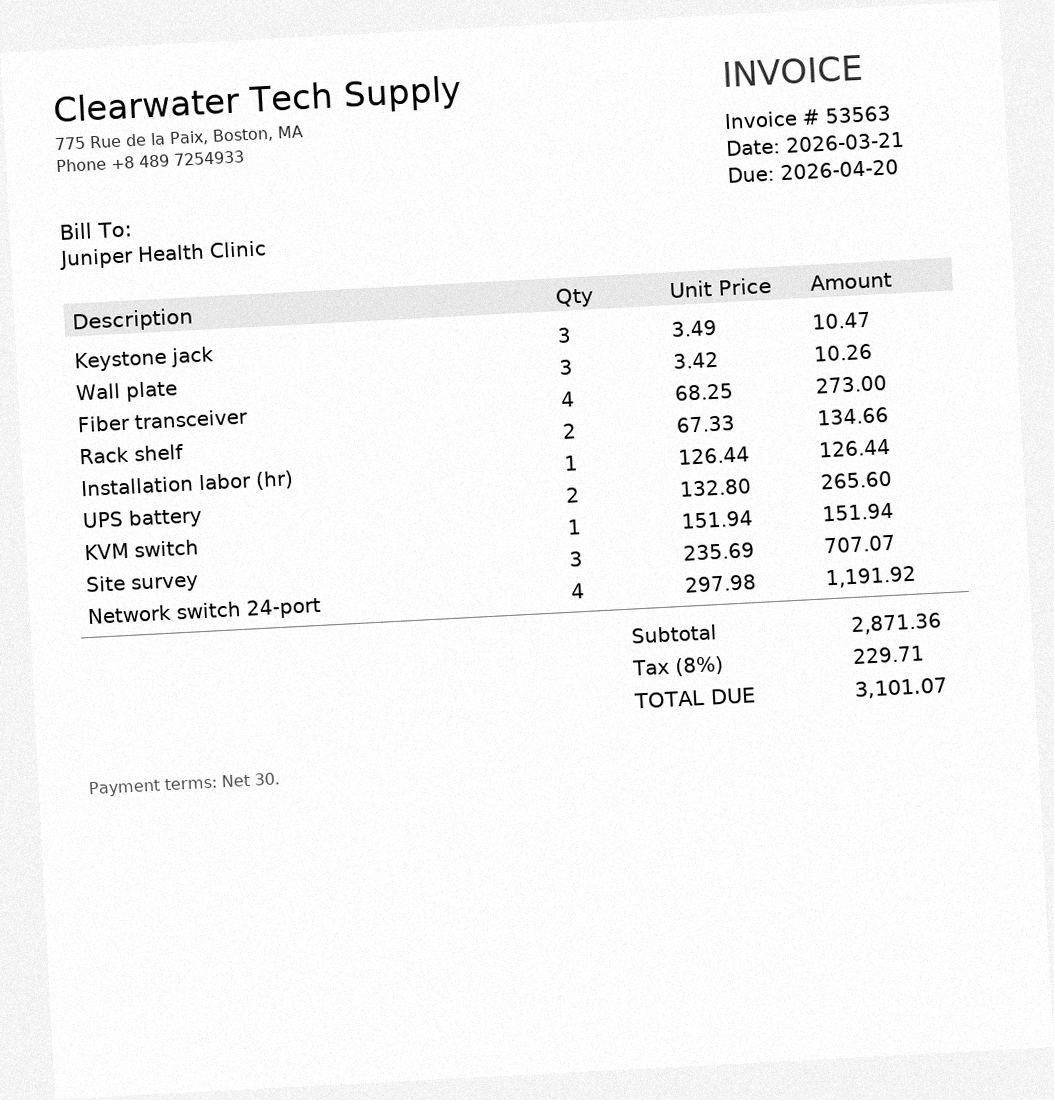 Clearwater Tech Supply
775 Rue de la Paix, Boston, MA
Phone +8 489 7254933
INVOICE
Invoice # 53563
Date: 2026-03-21
Due: 2026-04-20
Bill To:
Juniper Health Clinic
Description Qty Unit Price Amount
Keystone jack 3 3.49 10.47
Wall plate 3 3.42 10.26
Fiber transceiver 4 68.25 273.00
Rack shelf 2 67.33 134.66
Installation labor (hr) 1 126.44 126.44
UPS battery 2 132.80 265.60
KVM switch 1 151.94 151.94
Site survey 3 235.69 707.07
Network switch 24-port 4 297.98 1,191.92
Subtotal 2,871.36
Tax (8%) 229.71
TOTAL DUE 3,101.07
Payment terms: Net 30.